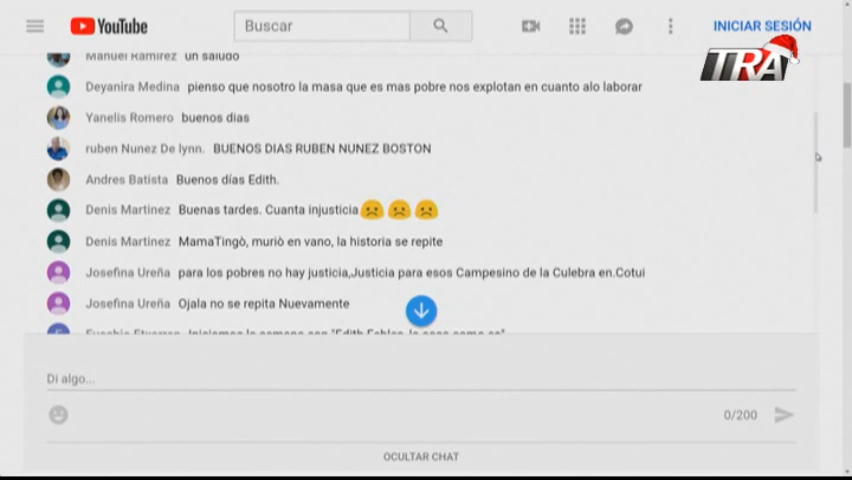 YouTube
Buscar
INICIAR SESIÓN
TRA
Manuel Ramirez un saludo
Deyanira Medina pienso que nosotro la masa que es mas pobre nos explotan en cuanto alo laborar
Yanelis Romero buenos dias
ruben Nunez De lynn. BUENOS DIAS RUBEN NUNEZ BOSTON
Andres Batista Buenos días Edith.
Denis Martinez Buenas tardes. Cuanta injusticia
Denis Martinez MamaTingò, muriò en vano, la historia se repite
Josefina Ureña para los pobres no hay justicia,Justicia para esos Campesino de la Culebra en.Cotui
Josefina Ureña Ojala no se repita Nuevamente
Di algo...
0/200
OCULTAR CHAT